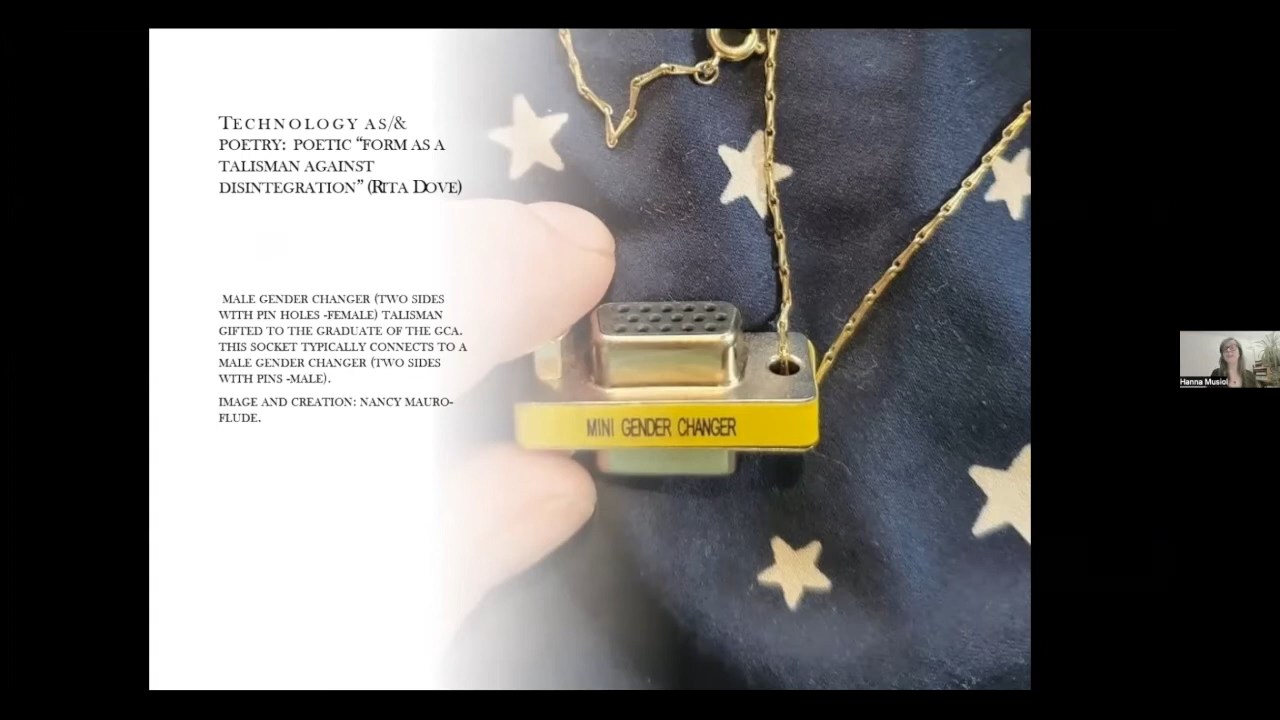 TECHNOLOGY AS/&
POETRY: POETIC “FORM AS A
TALISMAN AGAINST
DISINTEGRATION” (RITA DOVE)
MALE GENDER CHANGER (TWO SIDES
WITH PIN HOLES -FEMALE) TALISMAN
GIFTED TO THE GRADUATE OF THE GCA.
THIS SOCKET TYPICALLY CONNECTS TO A
MALE GENDER CHANGER (TWO SIDES
WITH PINS -MALE).
IMAGE AND CREATION: NANCY MAURO-
FLUDE.
MINI GENDER CHANGER
Hanna Musiol